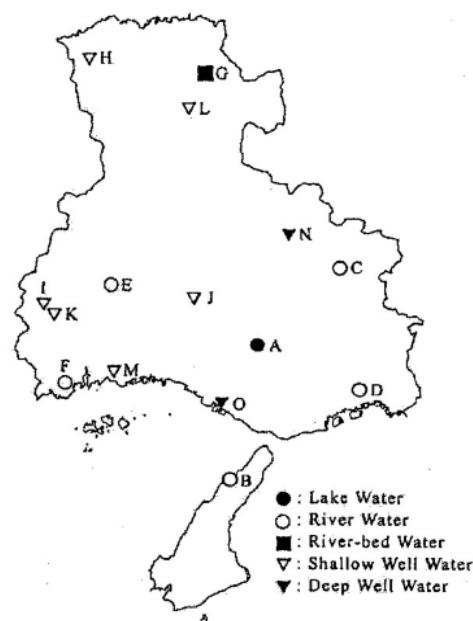 H
G
L
N
C
E
I
J
K
A
F
M
D
O
B
: Lake Water
: River Water
: River-bed Water
: Shallow Well Water
: Deep Well Water